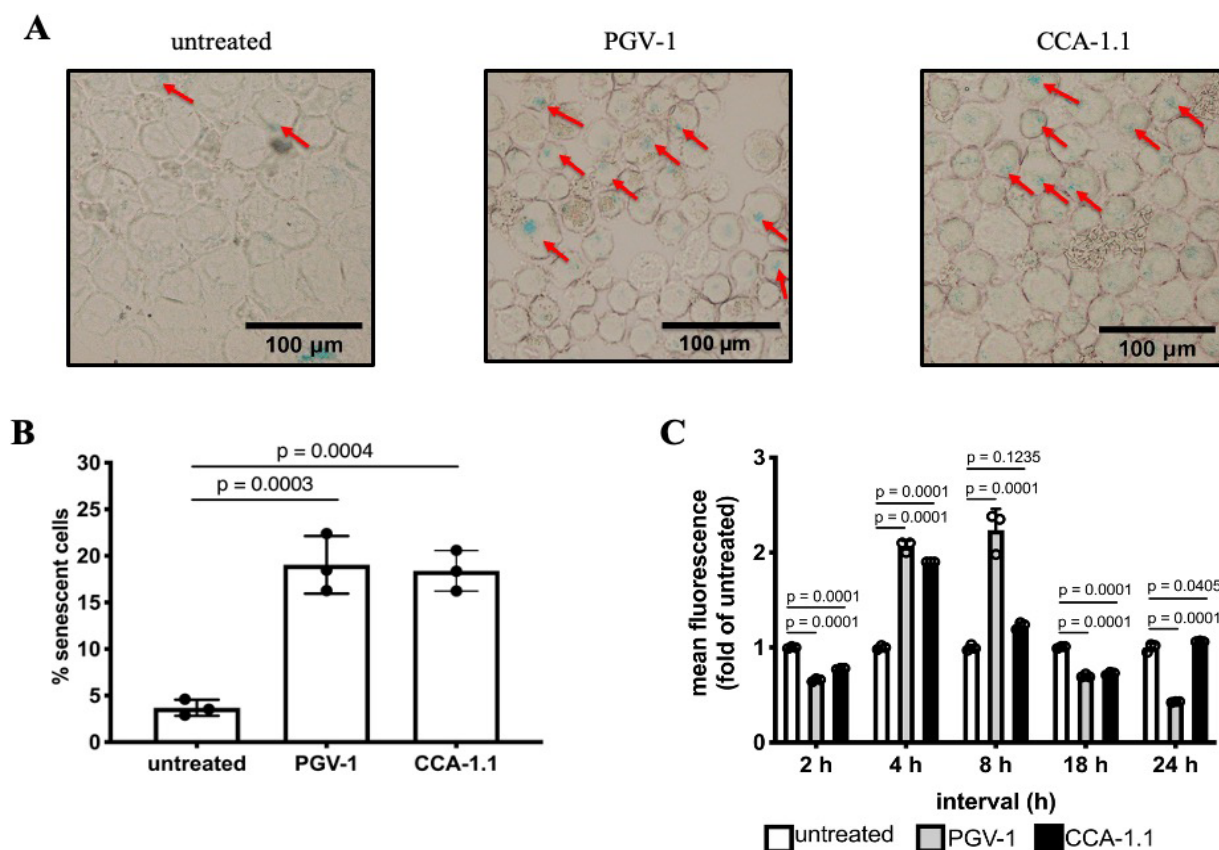 A
untreated
PGV-1
CCA-1.1
100 µm
100 µm
100 µm
B
p = 0.0004
p = 0.0003
30
25
20
15
10
5
0
% senescent cells
untreated
PGV-1
CCA-1.1
C
3
2
1
0
mean fluorescence
(fold of untreated)
p = 0.0001
p = 0.0001
p = 0.0001
p = 0.0001
p = 0.1235
p = 0.0001
p = 0.0001
p = 0.0001
p = 0.0405
p = 0.0001
2 h
4 h
8 h
18 h
24 h
interval (h)
untreated
PGV-1
CCA-1.1